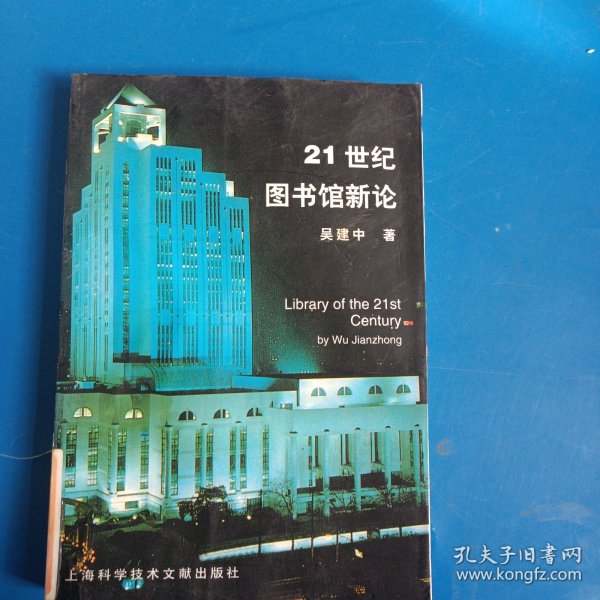 21世纪
图书馆新论
吴建中 著
Library of the 21st
Century
by Wu Jianzhong
上海科学技术文献出版社
孔夫子旧书网
www.kongfz.com